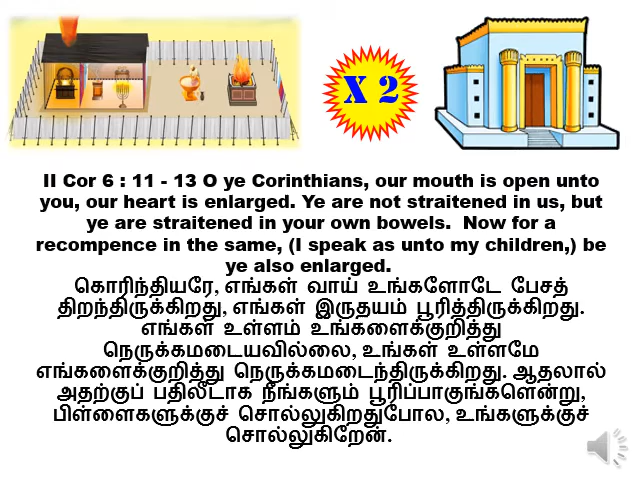 X 2
II Cor 6 : 11 - 13 O ye Corinthians, our mouth is open unto
you, our heart is enlarged. Ye are not straitened in us, but
ye are straitened in your own bowels.  Now for a
recompence in the same, (I speak as unto my children,) be
ye also enlarged.
கொரிந்தியரே, எங்கள் வாய் உங்களோடே பேசத்
திறந்திருக்கிறது, எங்கள் இருதயம் பூரித்திருக்கிறது.
எங்கள் உள்ளம் உங்களைக்குறித்து
நெருக்கமடையவில்லை, உங்கள் உள்ளமே
எங்களைக்குறித்து நெருக்கமடைந்திருக்கிறது. ஆதலால்
அதற்குப் பதிலீடாக நீங்களும் பூரிப்பாகுங்களென்று,
பிள்ளைகளுக்குச் சொல்லுகிறதுபோல, உங்களுக்குச்
சொல்லுகிறேன்.